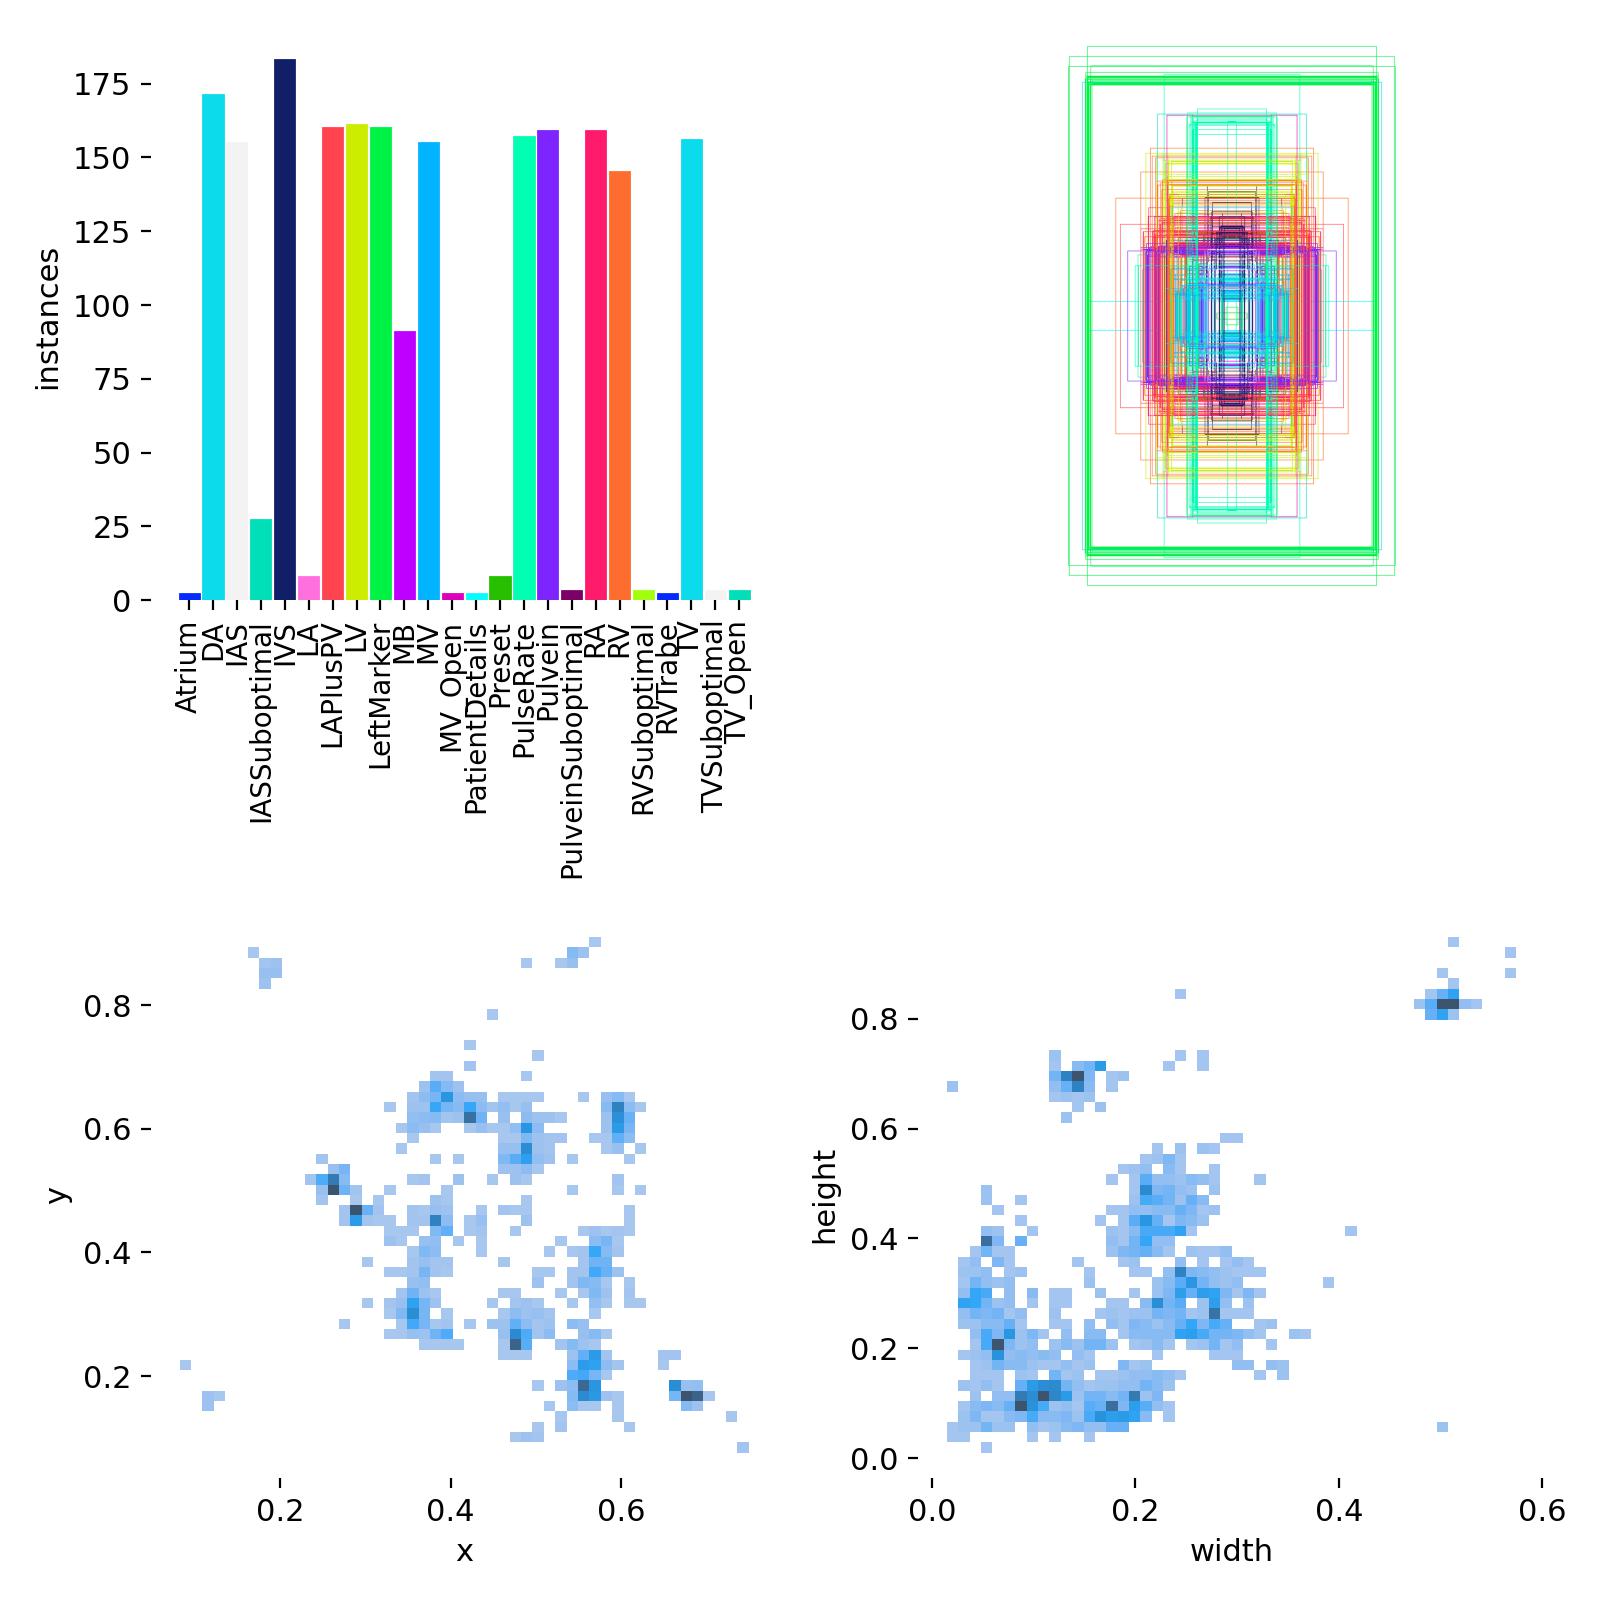 175
150
125
100
75
50
25
0
instances
Atrium
DA
IAS
IASSuboptimal
IVS
LA
LAPlusPV
LV
LeftMarker
MB
MV
MV_Open
PatientDetails
Preset
PulseRate
Pulvein
PulveinSuboptimal
RA
RV
RVSuboptimal
RVTrabe
TV
TVSuboptimal
TV_Open
0.8
0.6
0.4
0.2
y
0.2 0.4 0.6
x
0.8
0.6
0.4
0.2
0.0
height
0.0 0.2 0.4 0.6
width